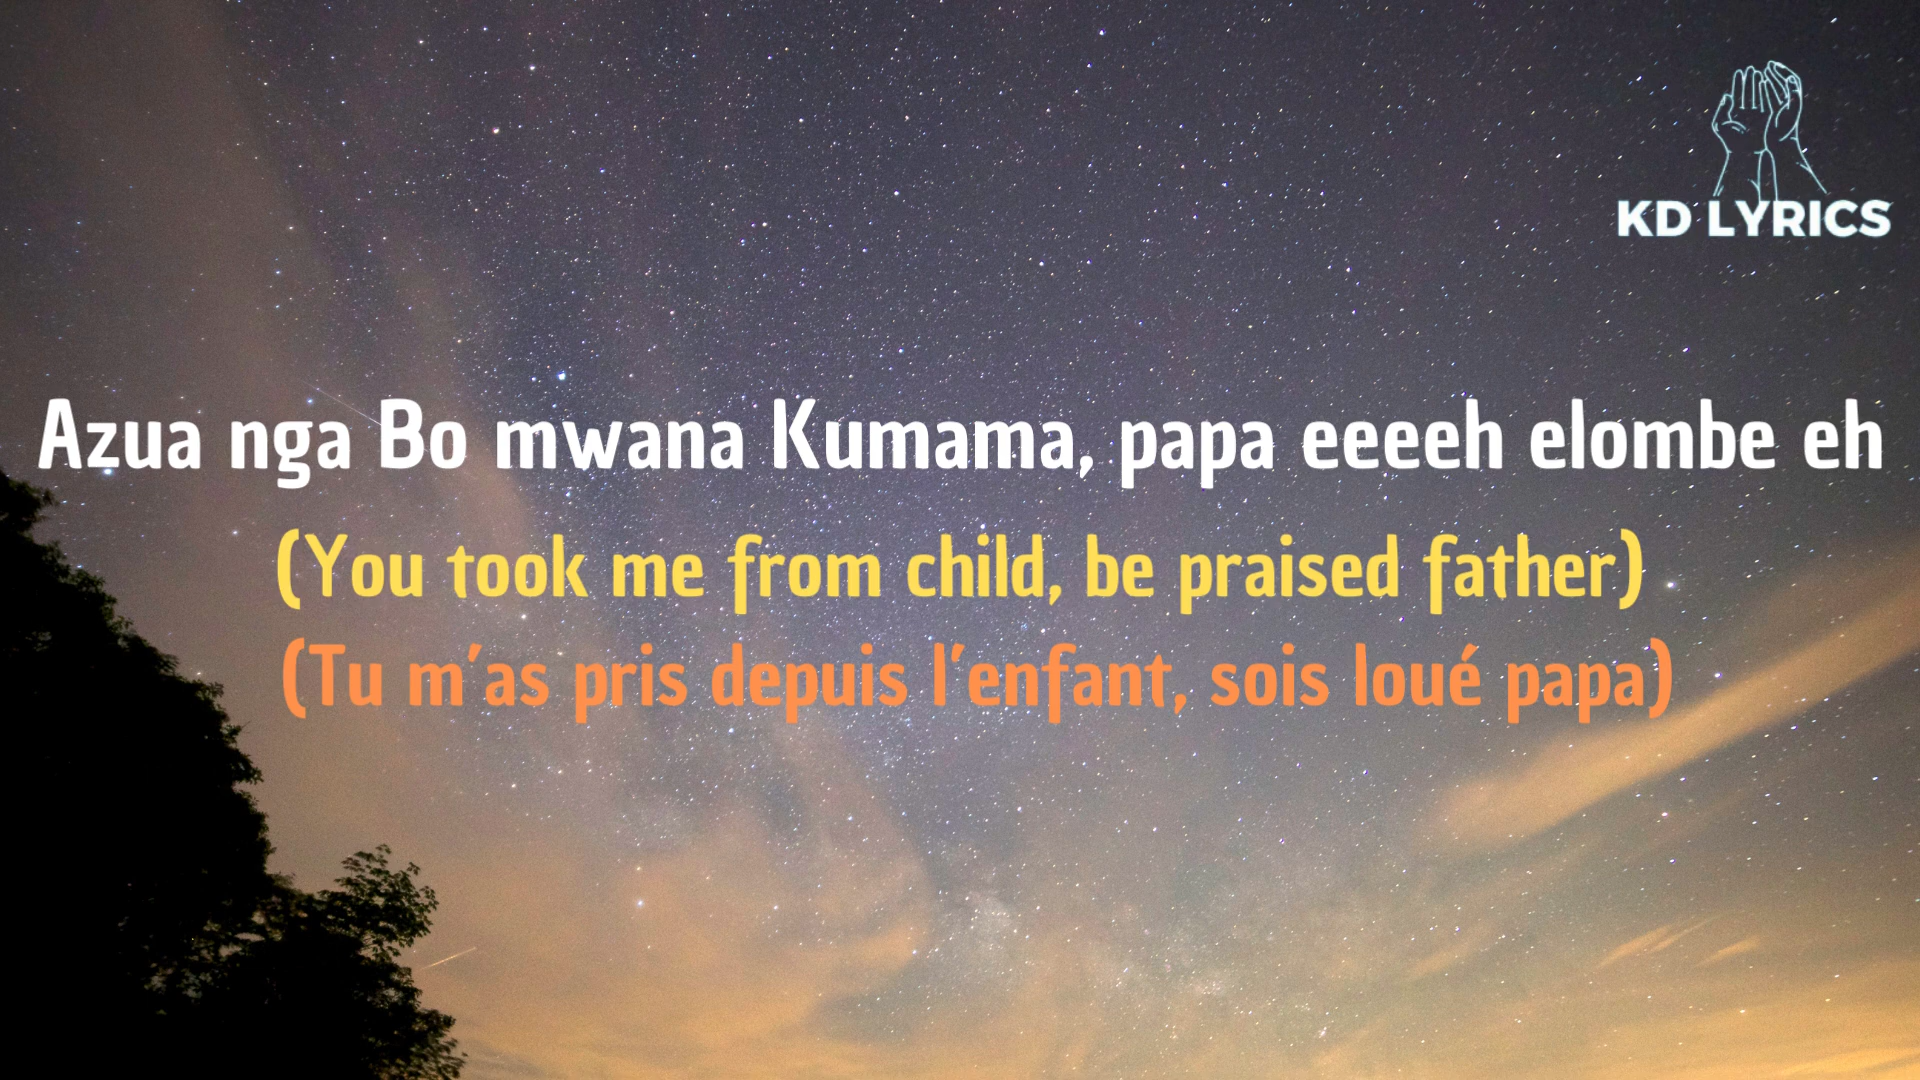 KD LYRICS
Azua nga Bo mwana Kumama, papa eeeeh elombe eh
(You took me from child, be praised father)
(Tu m'as pris depuis l'enfant, sois loué papa)